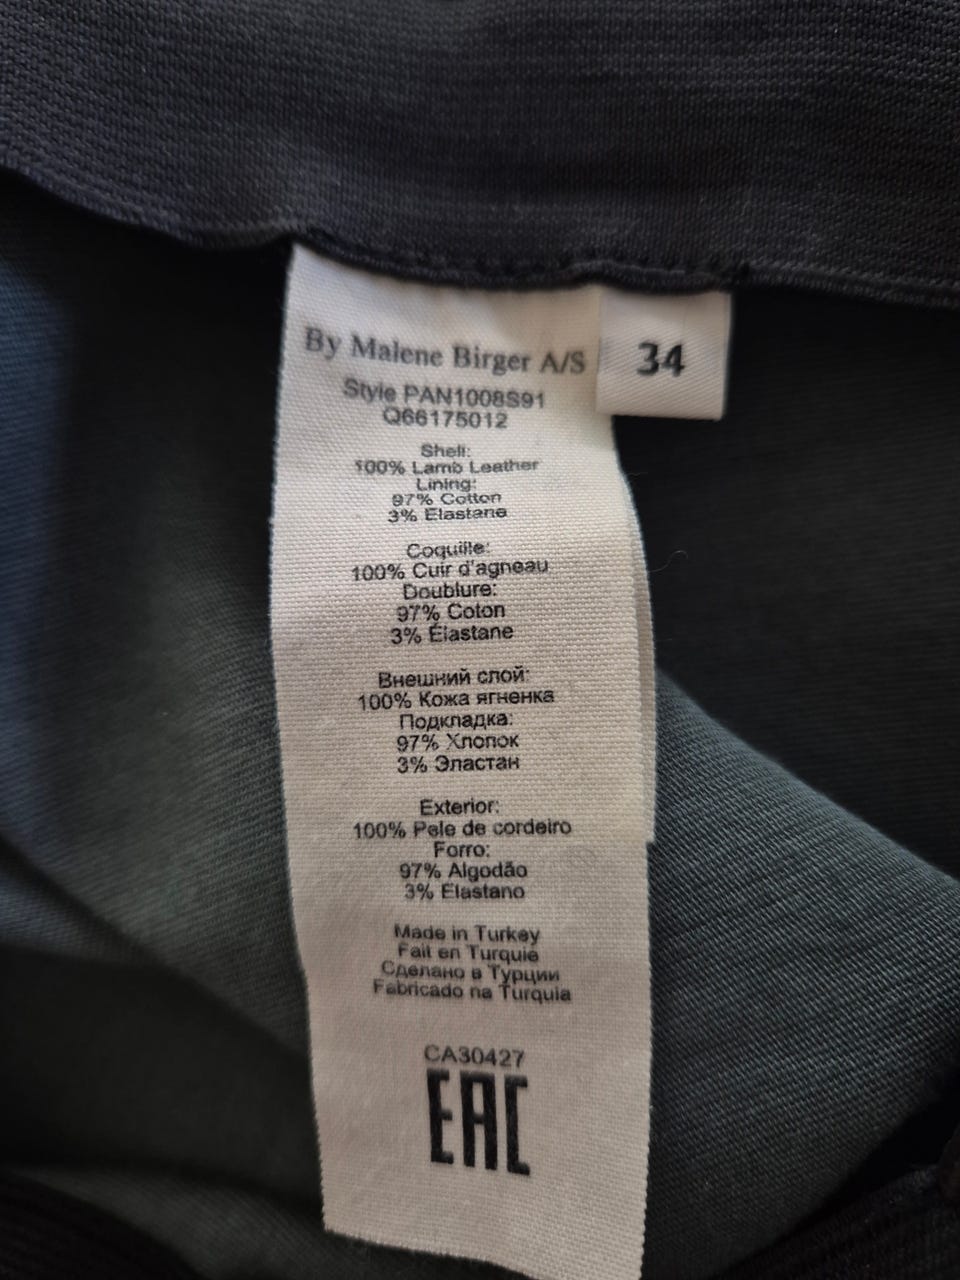 By Malene Birger A/S
34
Style PAN1008S91
Q66175012
Shell:
100% Lamb Leather
Lining:
97% Cotton
3% Elastane
Coquille:
100% Cuir d'agneau
Doublure:
97% Coton
3% Élastane
Внешний слой:
100% Кожа ягненка
Подкладка:
97% Хлопок
3% Эластан
Exterior:
100% Pele de cordeiro
Forro:
97% Algodão
3% Elastano
Made in Turkey
Fait en Turquie
Сделано в Турции
Fabricado na Turquia
CA30427
EAC